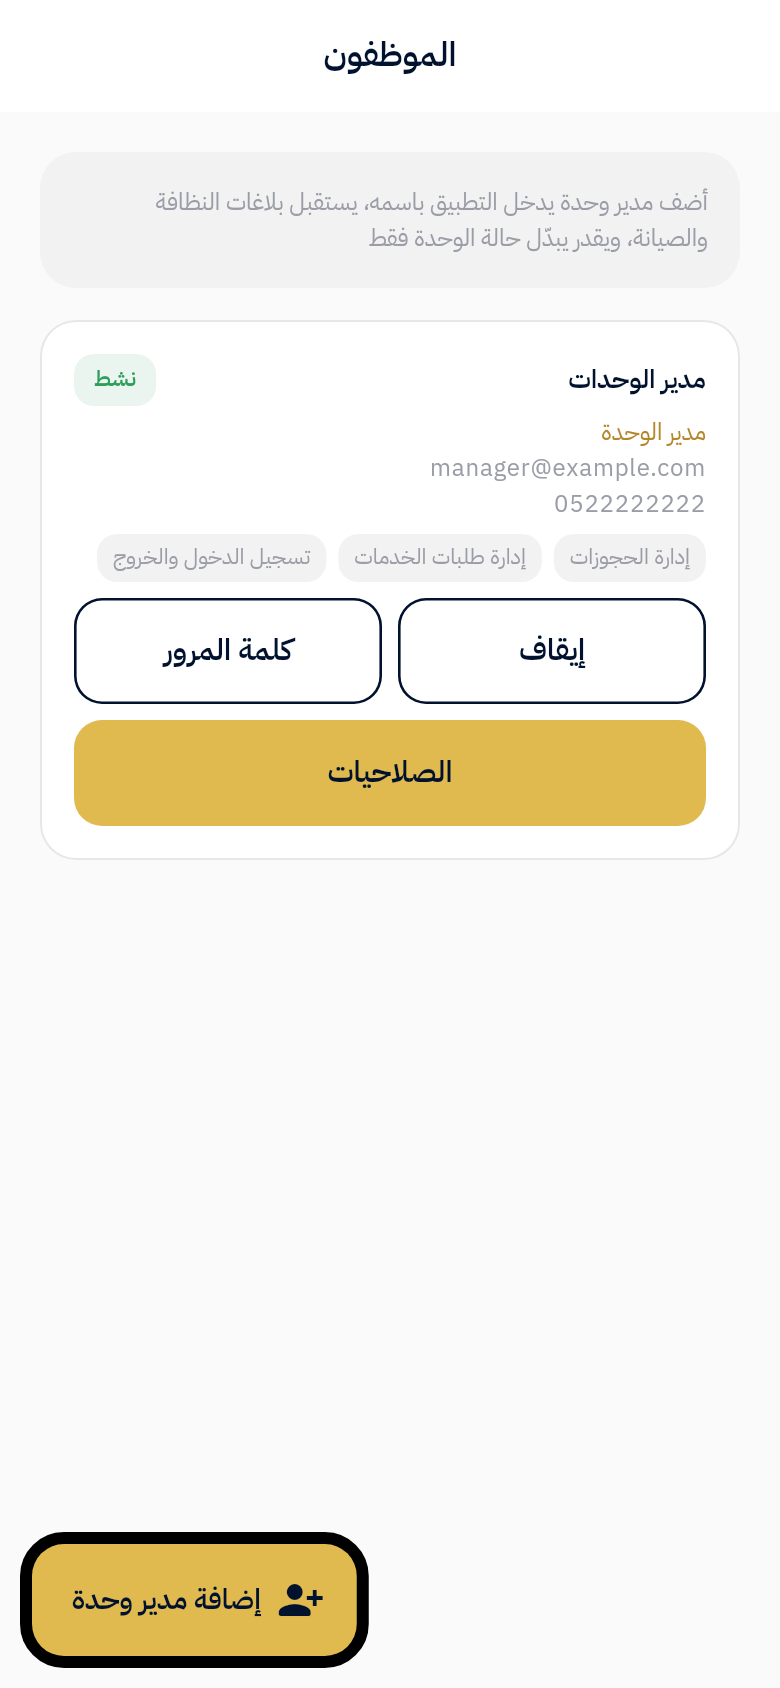 الموظفون
أضف مدير وحدة يدخل التطبيق باسمه، يستقبل بلاغات النظافة
والصيانة، ويقدر يبدّل حالة الوحدة فقط
مدير الوحدات
نشط
مدير الوحدة
manager@example.com
0522222222
إدارة الحجوزات
إدارة طلبات الخدمات
تسجيل الدخول والخروج
إيقاف
كلمة المرور
الصلاحيات
إضافة مدير وحدة